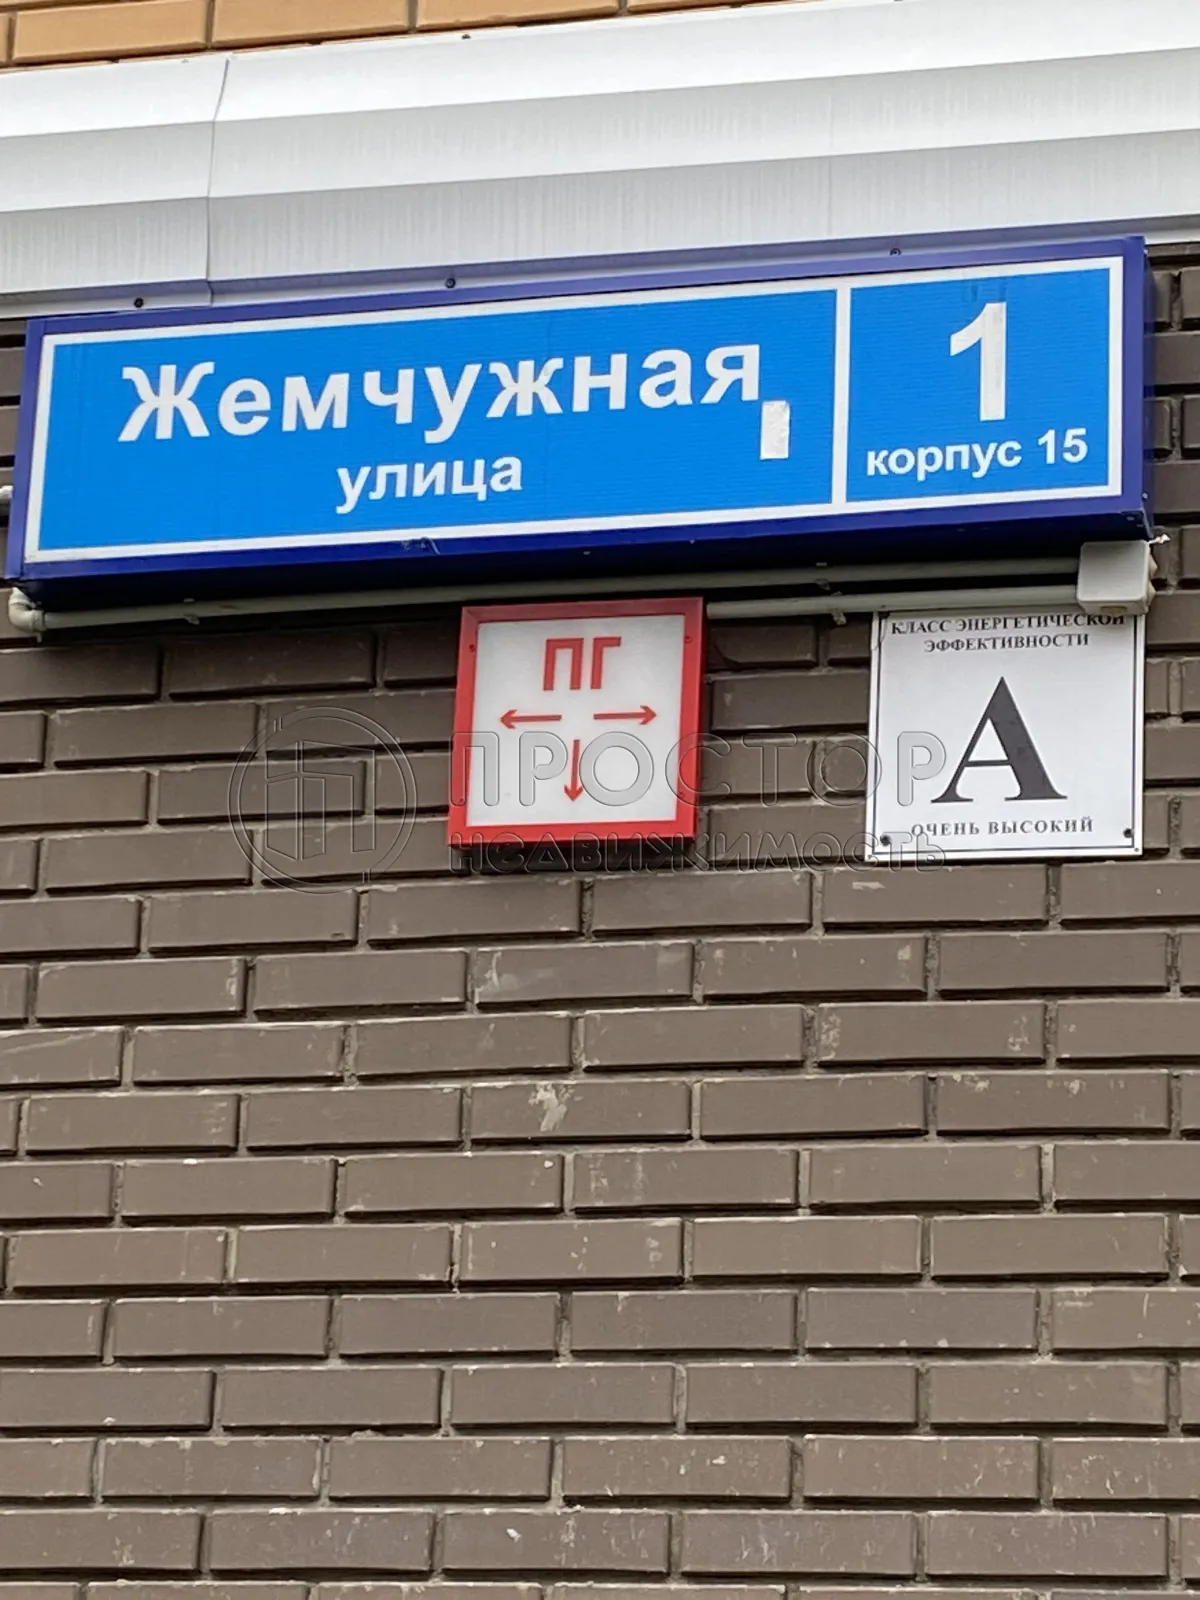 Жемчужная
улица
1
корпус 15
ПГ
КЛАСС ЭНЕРГЕТИЧЕСКОЙ
ЭФФЕКТИВНОСТИ
А
ОЧЕНЬ ВЫСОКИЙ
ПРОСТОР
НЕДВИЖИМОСТЬ